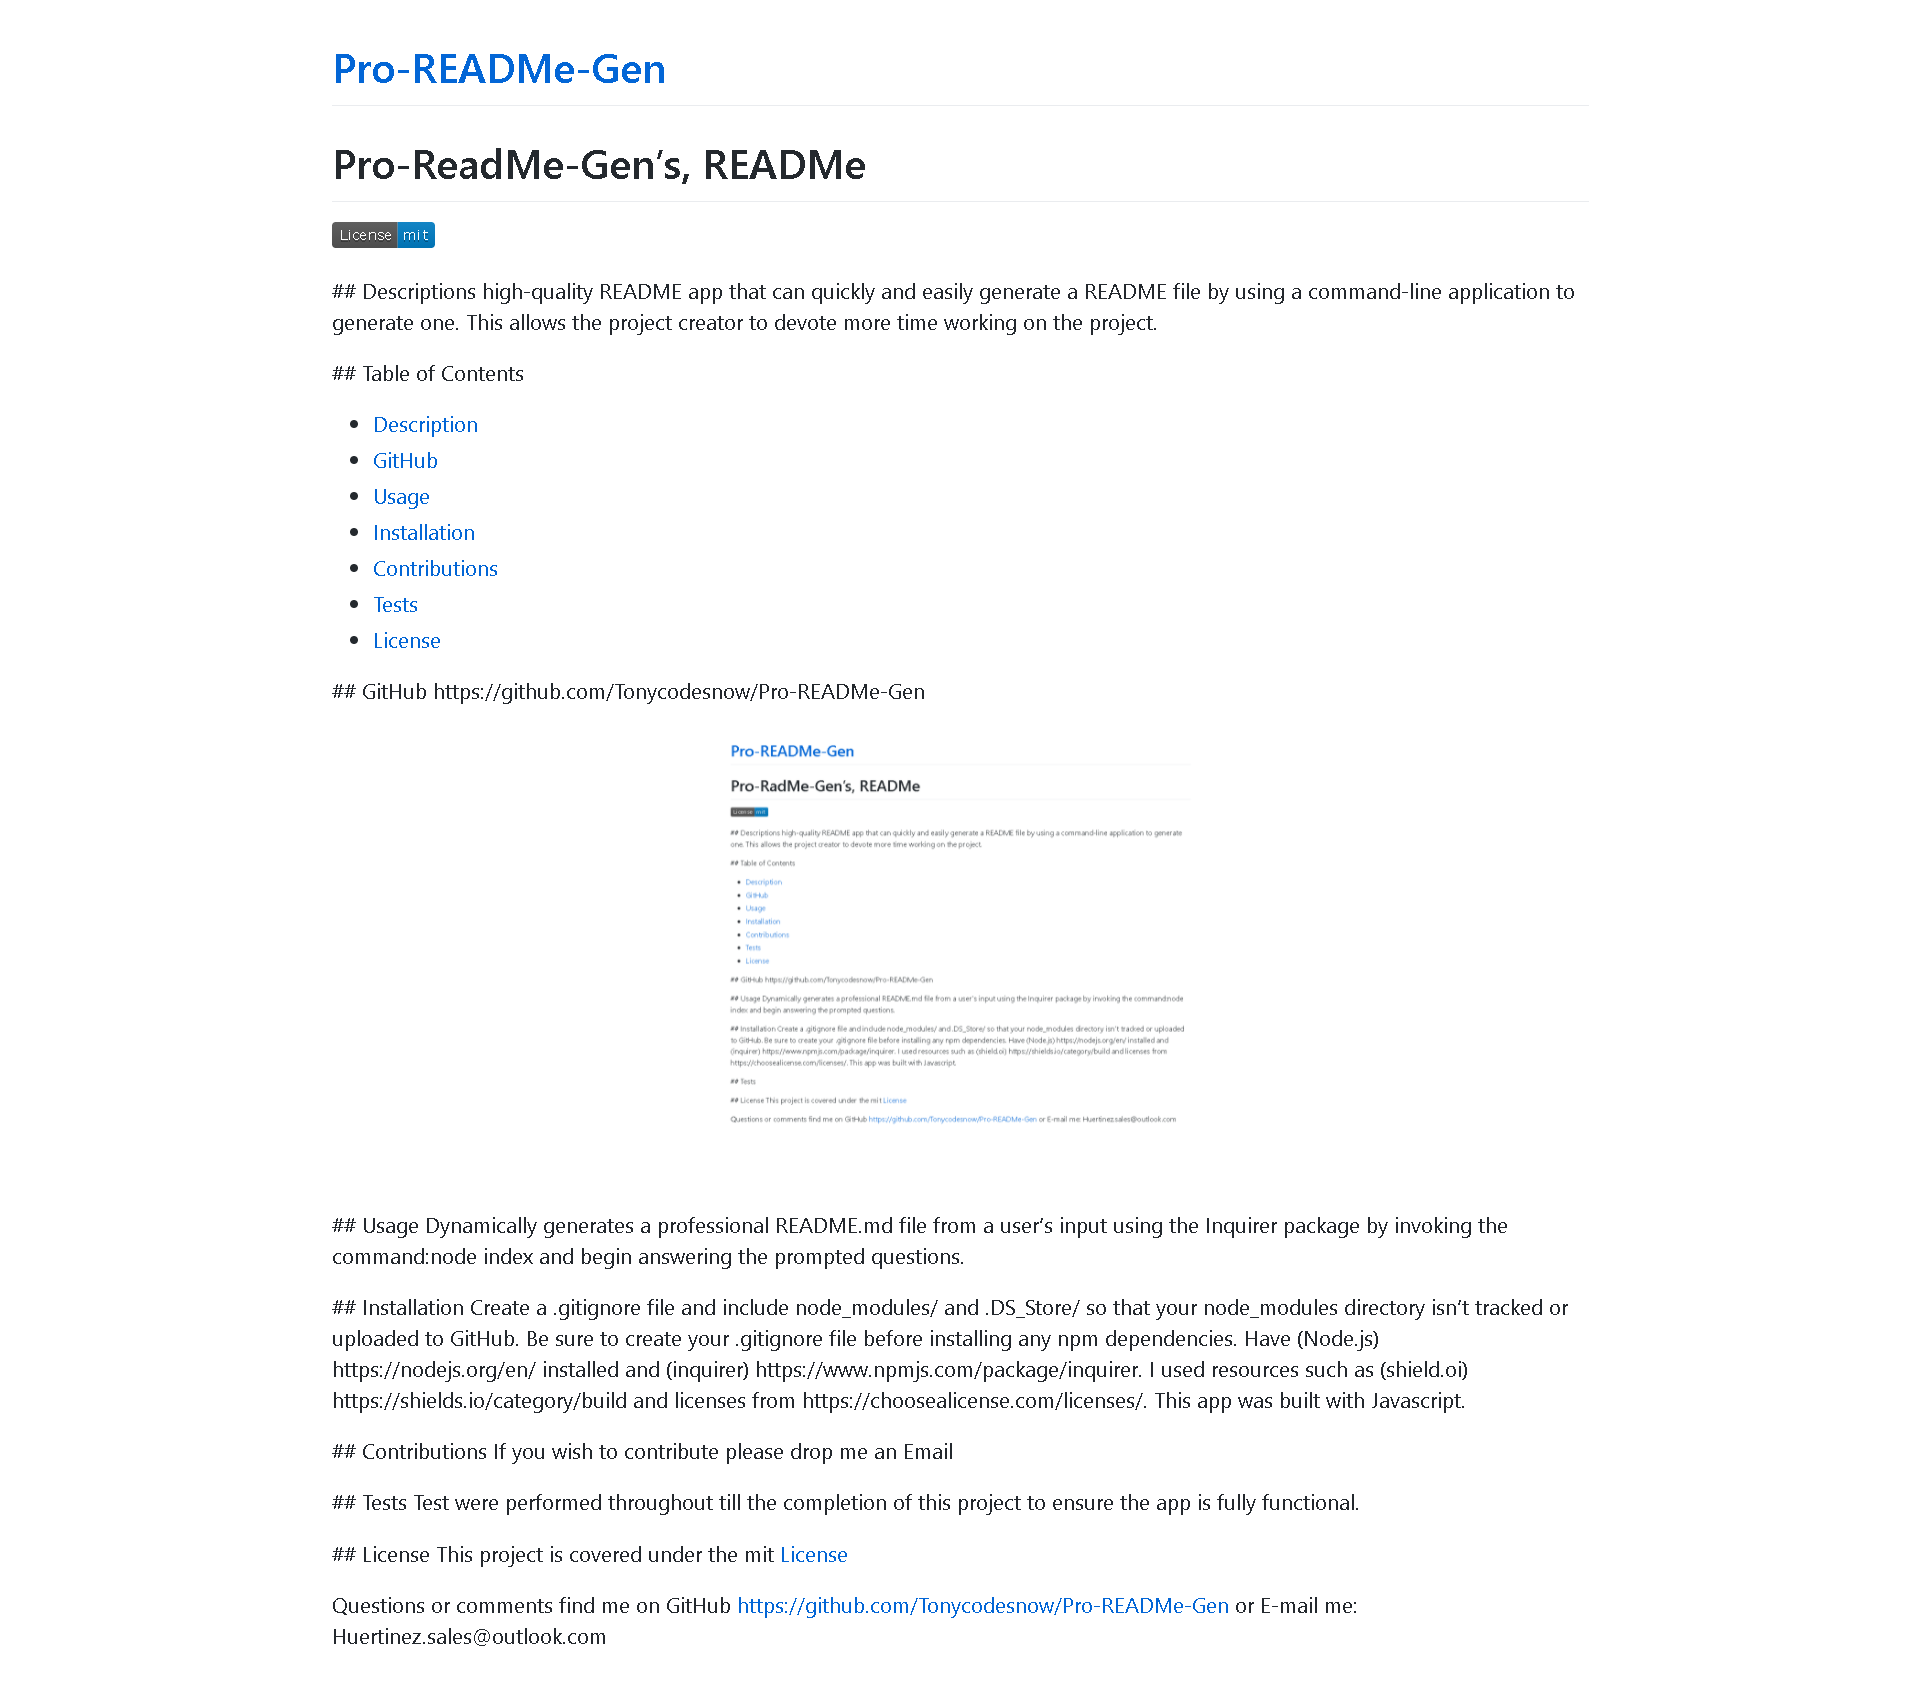 Pro-READMe-Gen
Pro-ReadMe-Gen’s, READMe
License mit
## Descriptions high-quality README app that can quickly and easily generate a README file by using a command-line application to
generate one. This allows the project creator to devote more time working on the project.
## Table of Contents
Description
GitHub
Usage
Installation
Contributions
Tests
License
## GitHub https://github.com/Tonycodesnow/Pro-READMe-Gen
Pro-READMe-Gen
Pro-RadMe-Gen’s, READMe
License mit
## Descriptions high-quality README app that can quickly and easily generate a README file by using a command-line application to generate
one. This allows the project creator to devote more time working on the project.
## Table of Contents
Description
GitHub
Usage
Installation
Contributions
Tests
License
## GitHub https://github.com/Tonycodesnow/Pro-READMe-Gen
## Usage Dynamically generates a professional README.md file from a user’s input using the Inquirer package by invoking the command:node
index and begin answering the prompted questions.
## Installation Create a .gitignore file and include node_modules/ and .DS_Store/ so that your node_modules directory isn’t tracked or uploaded
to GitHub. Be sure to create your .gitignore file before installing any npm dependencies. Have (Node.js) https://nodejs.org/en/ installed and
(inquirer) https://www.npmjs.com/package/inquirer. I used resources such as (shield.oi) https://shields.io/category/build and licenses from
https://choosealicense.com/licenses/. This app was built with Javascript.
## Tests
## License This project is covered under the mit License
Questions or comments find me on GitHub https://github.com/Tonycodesnow/Pro-READMe-Gen or E-mail me: Huertinez.sales@outlook.com
## Usage Dynamically generates a professional README.md file from a user’s input using the Inquirer package by invoking the
command:node index and begin answering the prompted questions.
## Installation Create a .gitignore file and include node_modules/ and .DS_Store/ so that your node_modules directory isn’t tracked or
uploaded to GitHub. Be sure to create your .gitignore file before installing any npm dependencies. Have (Node.js)
https://nodejs.org/en/ installed and (inquirer) https://www.npmjs.com/package/inquirer. I used resources such as (shield.oi)
https://shields.io/category/build and licenses from https://choosealicense.com/licenses/. This app was built with Javascript.
## Contributions If you wish to contribute please drop me an Email
## Tests Test were performed throughout till the completion of this project to ensure the app is fully functional.
## License This project is covered under the mit License
Questions or comments find me on GitHub https://github.com/Tonycodesnow/Pro-READMe-Gen or E-mail me:
Huertinez.sales@outlook.com